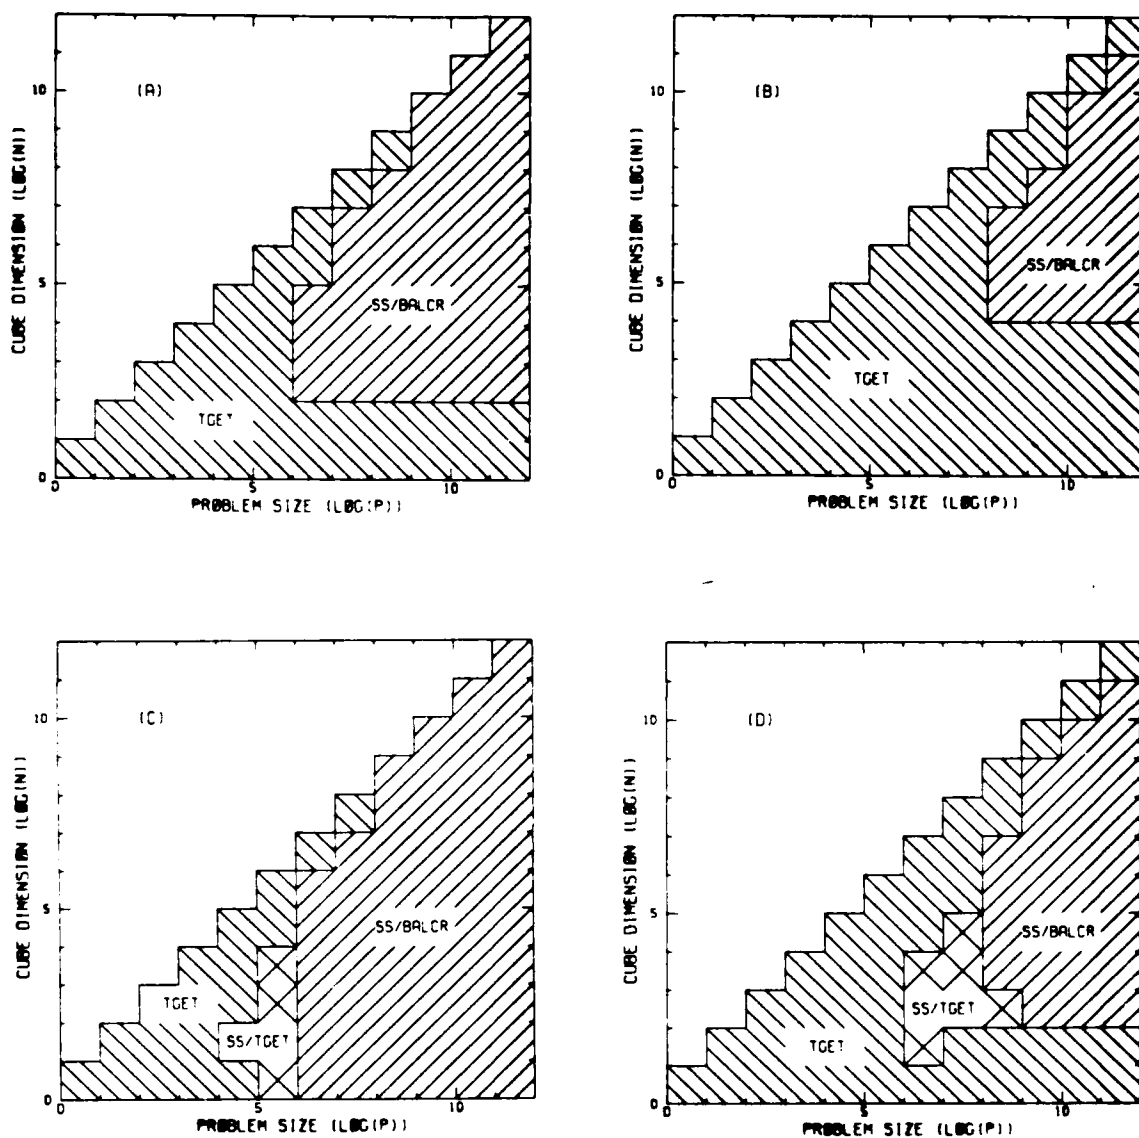 (A)
10
5
0
CUBE DIMENSION (LOG(N))
SS/BALCR
TGET
0
5
10
PROBLEM SIZE (LOG(P))
(B)
10
5
0
CUBE DIMENSION (LOG(N))
SS/BALCR
TGET
0
5
10
PROBLEM SIZE (LOG(P))
(C)
10
5
0
CUBE DIMENSION (LOG(N))
SS/BALCR
TGET
SS/TGET
0
5
10
PROBLEM SIZE (LOG(P))
(D)
10
5
0
CUBE DIMENSION (LOG(N))
SS/BALCR
SS/TGET
TGET
0
5
10
PROBLEM SIZE (LOG(P))